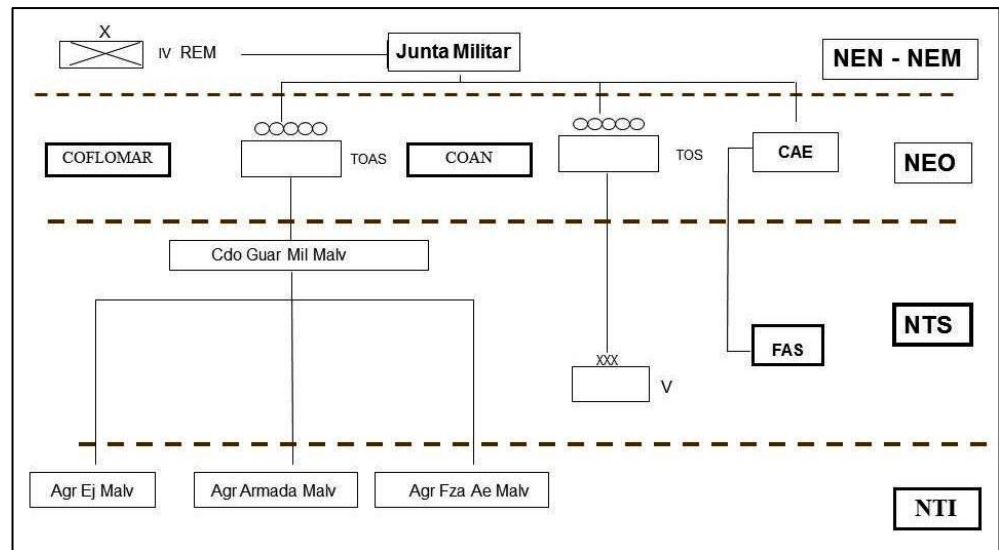 X
IV REM
Junta Militar
NEN - NEM
COFLOMAR
TOAS
COAN
TOS
CAE
NEO
Cdo Guar Mil Malv
NTS
FAS
XXX
V
Agr Ej Malv
Agr Armada Malv
Agr Fza Ae Malv
NTI